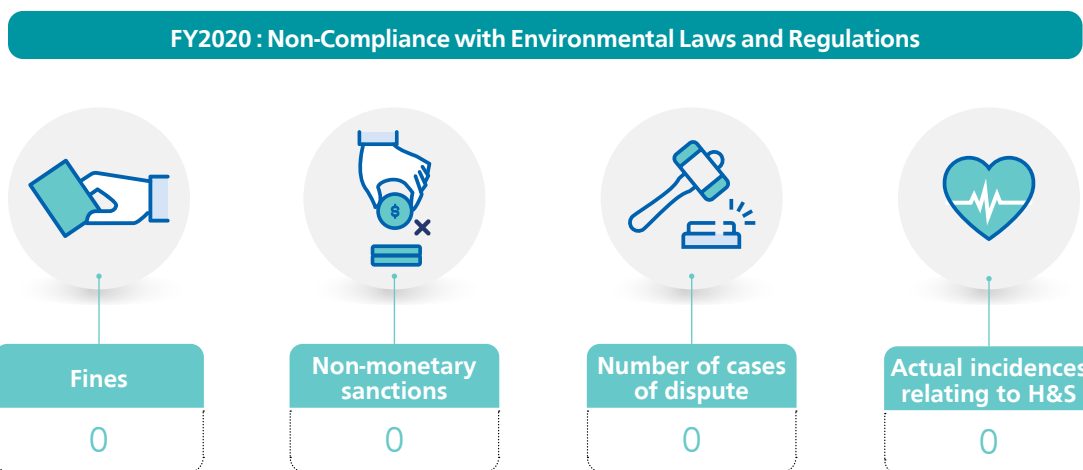 FY2020 : Non-Compliance with Environmental Laws and Regulations
$
Fines
0
Non-monetary
sanctions
0
Number of cases
of dispute
0
Actual incidences
relating to H&S
0